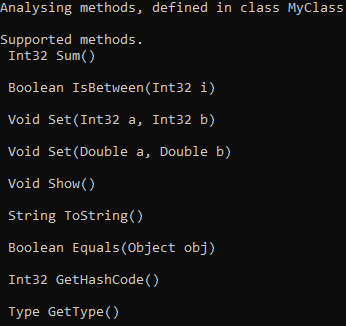 Analysing methods, defined in class MyClass
Supported methods.
Int32 Sum()
Boolean IsBetween(Int32 i)
Void Set(Int32 a, Int32 b)
Void Set(Double a, Double b)
Void Show()
String ToString()
Boolean Equals(Object obj)
Int32 GetHashCode()
Type GetType()